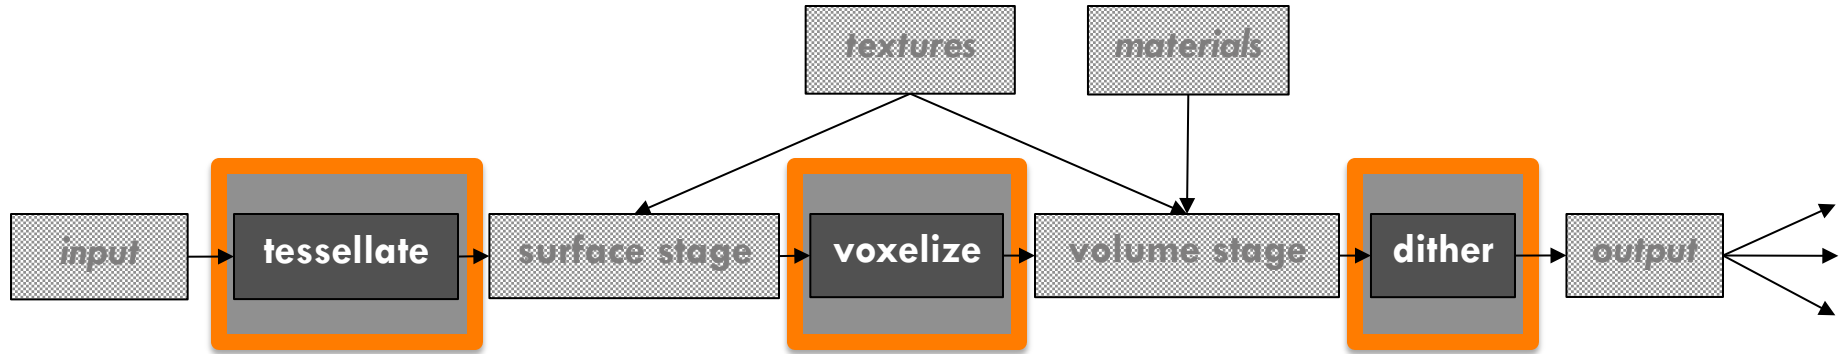 textures
materials
input
tessellate
surface stage
voxelize
volume stage
dither
output